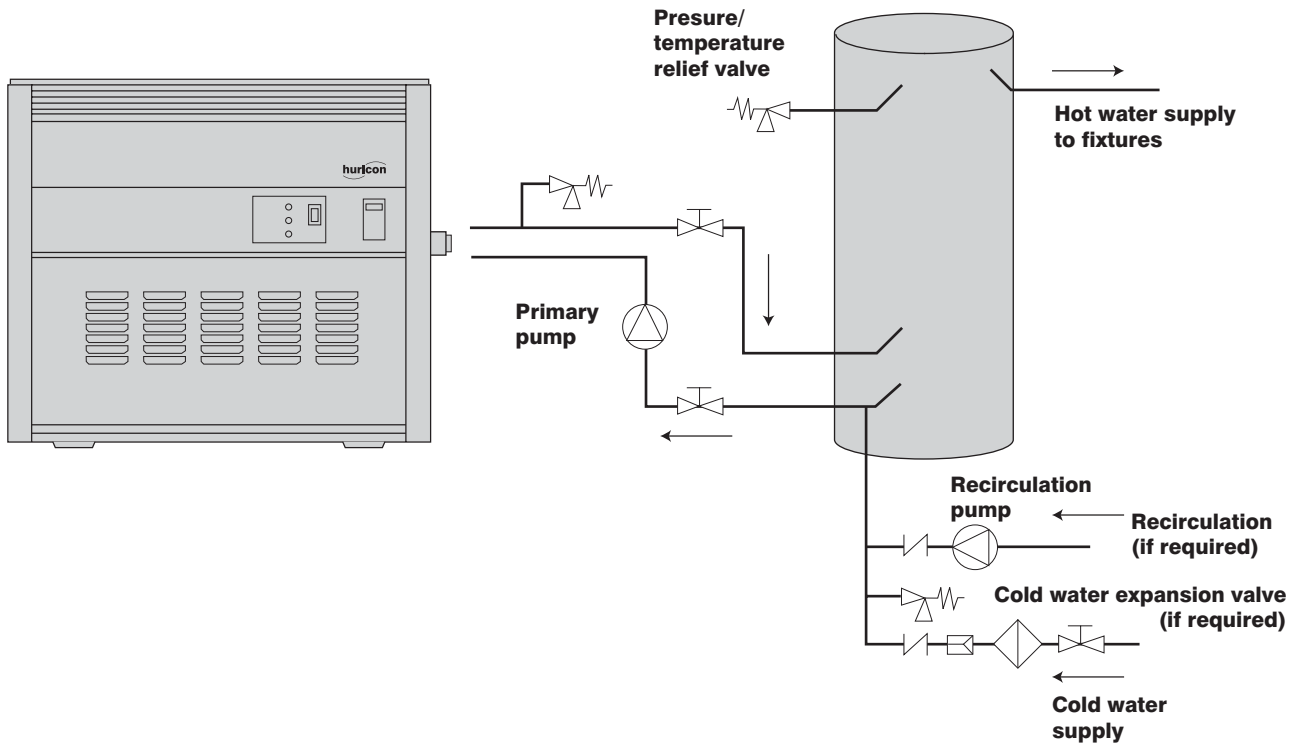 Presure/
temperature
relief valve
Hot water supply
to fixtures
huricon
Primary
pump
Recirculation
pump
Recirculation
(if required)
Cold water expansion valve
(if required)
Cold water
supply